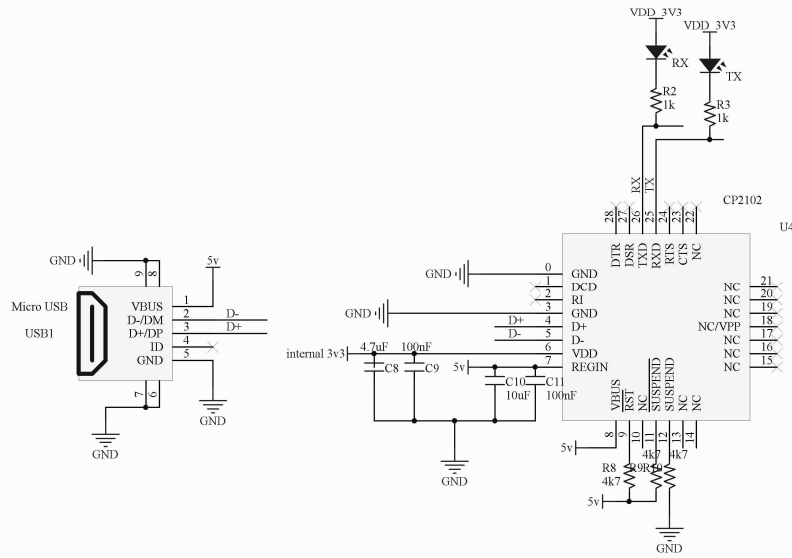 VDD_3V3
VDD_3V3
RX
TX
R2
1k
R3
1k
RX
TX
CP2102
U4
28
27
26
25
24
23
22
DTR
DSR
TXD
RXD
RTS
CTS
NC
GND
9
8
5v
Micro USB
USB1
VBUS
1
D-/DM
2
D-
D+/DP
3
D+
ID
4
GND
5
7
6
GND
GND
GND
0
GND
1
DCD
2
RI
GND
3
GND
D+
4
D+
D-
5
D-
internal 3v3
4.7uF
100nF
6
VDD
C8
C9
5v
7
REGIN
C10
10uF
C11
100nF
GND
NC
21
NC
20
NC
19
NC/VPP
18
NC
17
NC
16
NC
15
VBUS
RST
NC
SUSPEND
SUSPEND
NC
NC
8
9
10
11
12
13
14
5v
4k7
4k7
R8
4k7
R9
R10
5v
GND